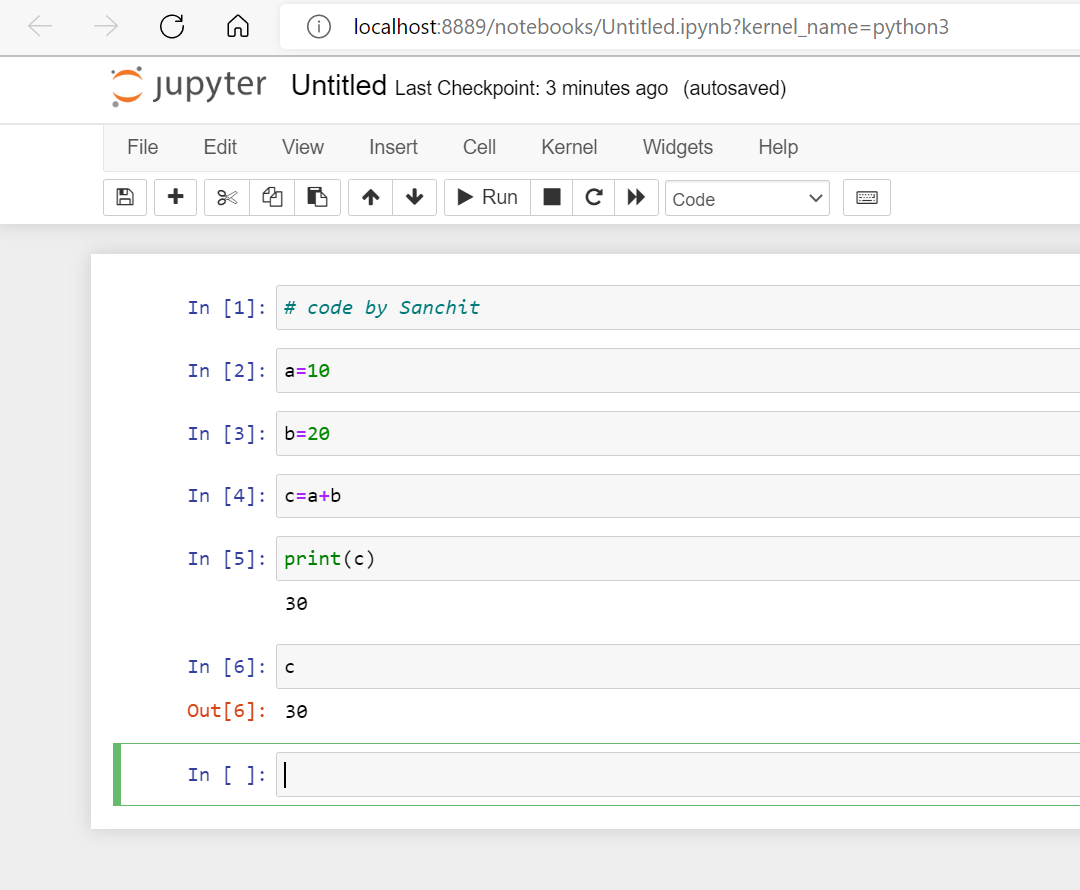 localhost:8889/notebooks/Untitled.ipynb?kernel_name=python3
jupyter Untitled Last Checkpoint: 3 minutes ago (autosaved)
File Edit View Insert Cell Kernel Widgets Help
Run Code
In [1]: # code by Sanchit
In [2]: a=10
In [3]: b=20
In [4]: c=a+b
In [5]: print(c)
30
In [6]: c
Out[6]: 30
In [ ]: